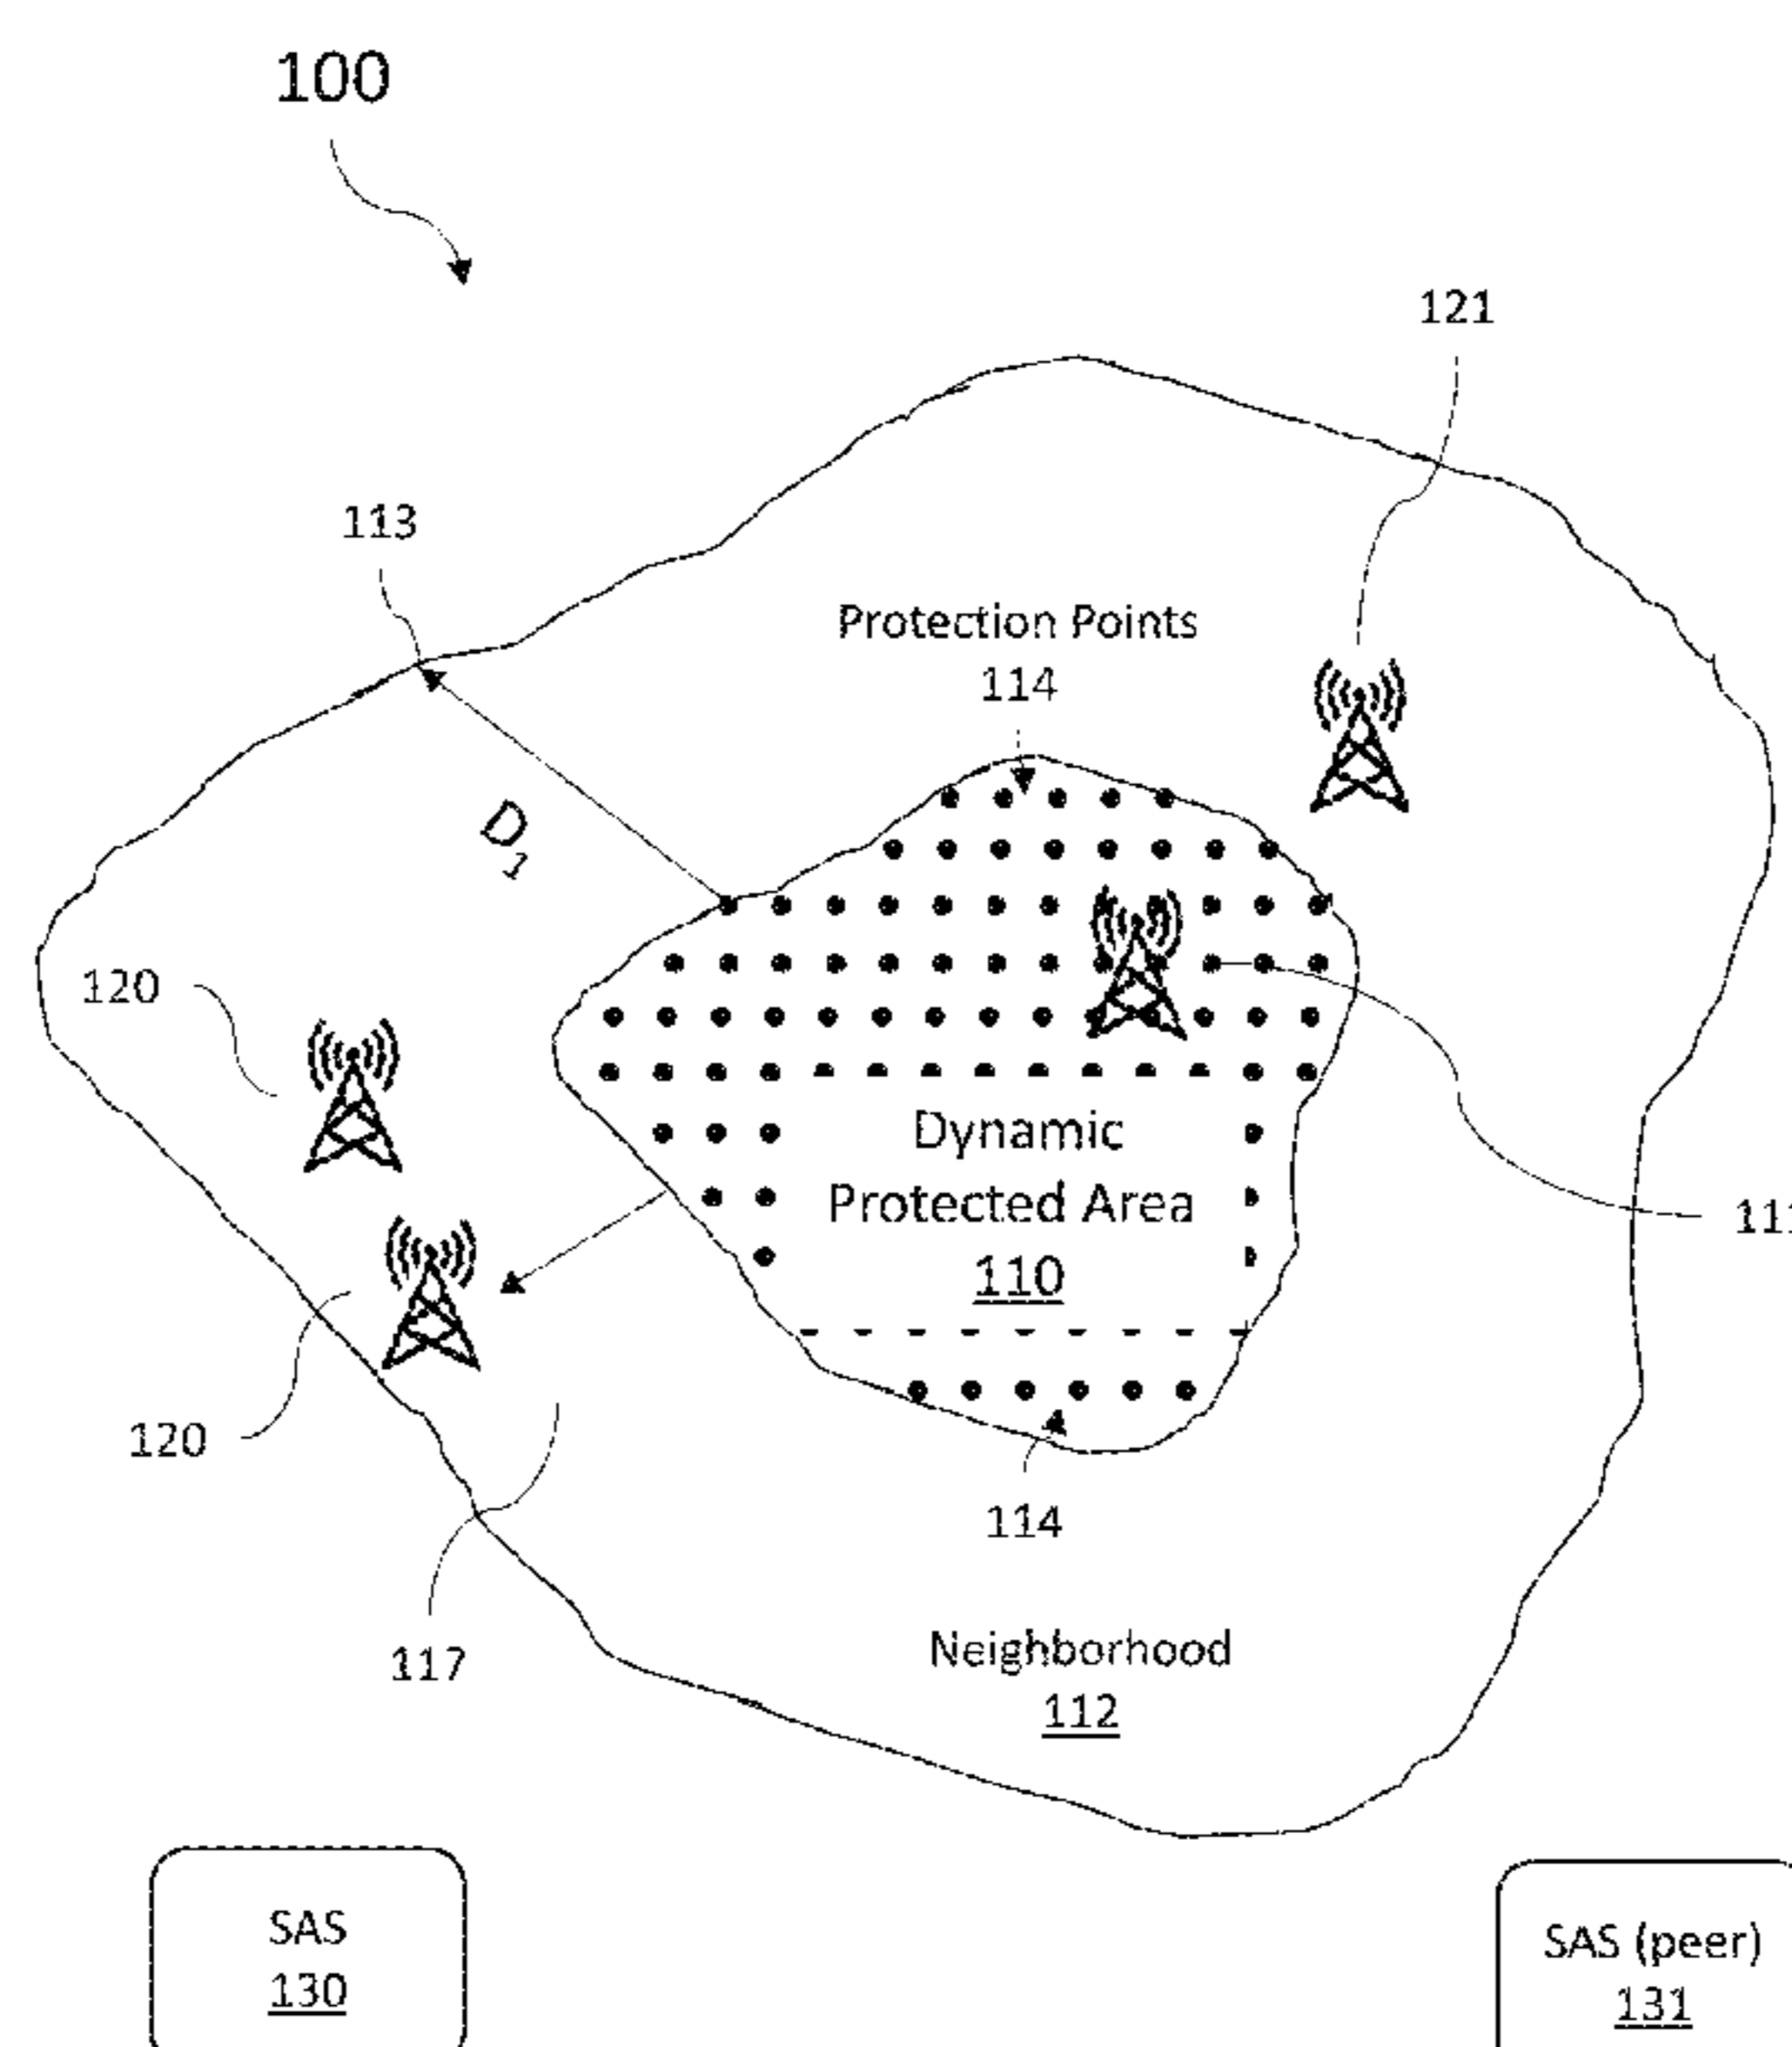 100
121
113
Protection Points
114
D1
120
Dynamic
Protected Area
110
111
120
114
117
Neighborhood
112
SAS
130
SAS (peer)
131